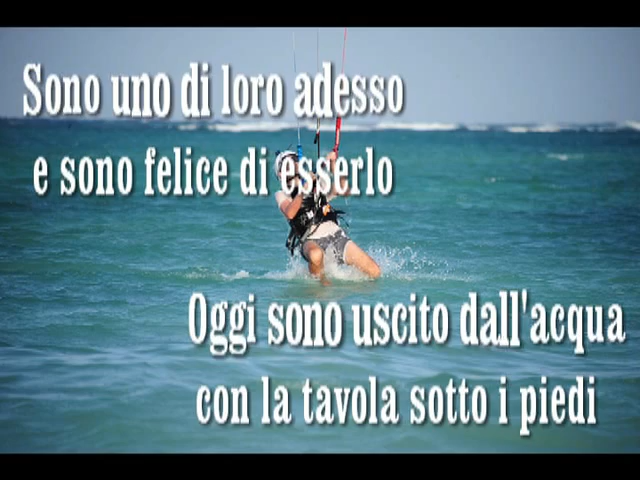 Sono uno di loro adesso
e sono felice di esserlo
Oggi sono uscito dall'acqua
con la tavola sotto i piedi